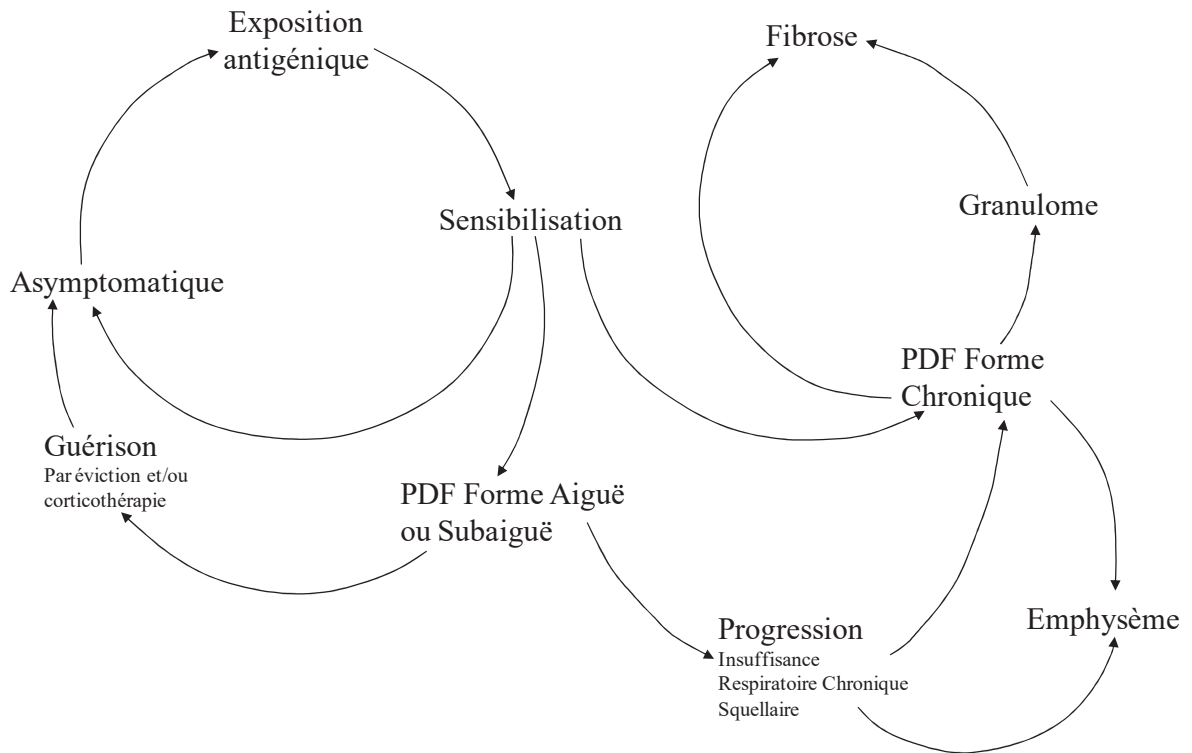 Exposition
antigénique
Fibrose
Sensibilisation
Granulome
Asymptomatique
PDF Forme
Chronique
Guérison
Par éviction et/ou
corticothérapie
PDF Forme Aiguë
ou Subaiguë
Progression
Insuffisance
Respiratoire Chronique
Squellaire
Emphysème